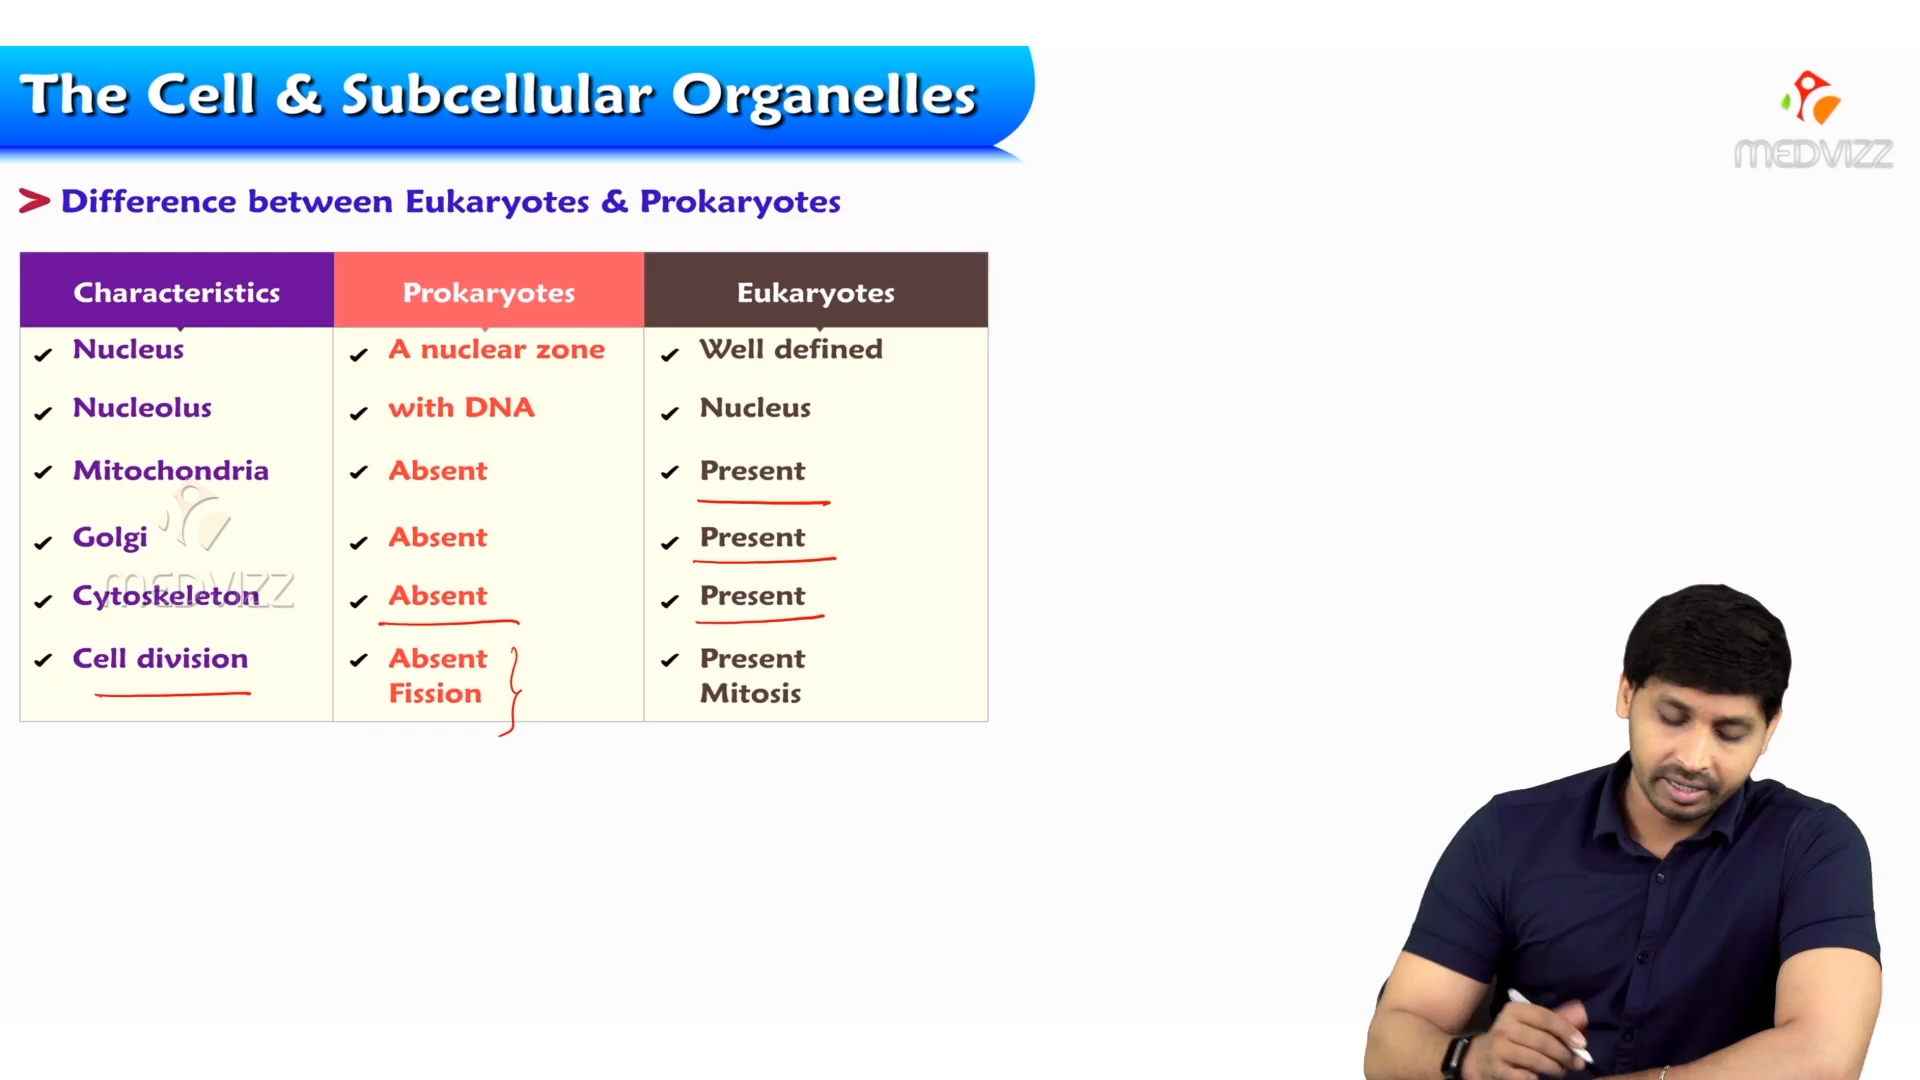 The Cell & Subcellular Organelles
MEDVIZZ
Difference between Eukaryotes & Prokaryotes
Characteristics Prokaryotes Eukaryotes
Nucleus A nuclear zone Well defined
Nucleolus with DNA Nucleus
Mitochondria Absent Present
Golgi Absent Present
MEDVIZZ
Cytoskeleton Absent Present
Cell division Absent Present
Fission Mitosis